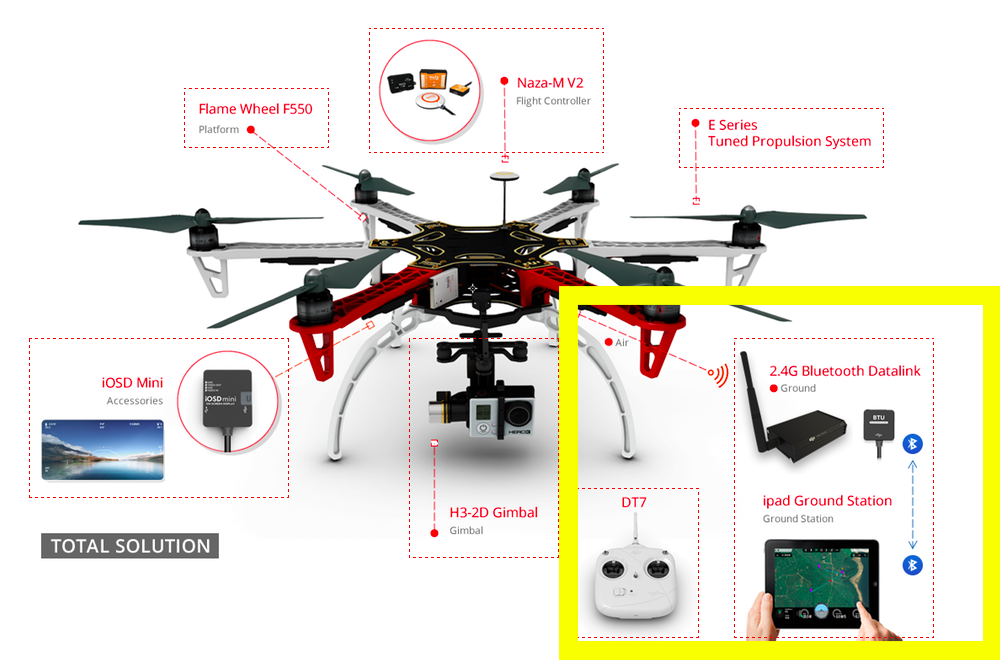 Naza-M V2
Flight Controller
Flame Wheel F550
Platform
E Series
Tuned Propulsion System
Air
iOSD Mini
Accessories
iOSD mini
2.4G Bluetooth Datalink
Ground
BTU
HERO
H3-2D Gimbal
Gimbal
DT7
ipad Ground Station
Ground Station
TOTAL SOLUTION